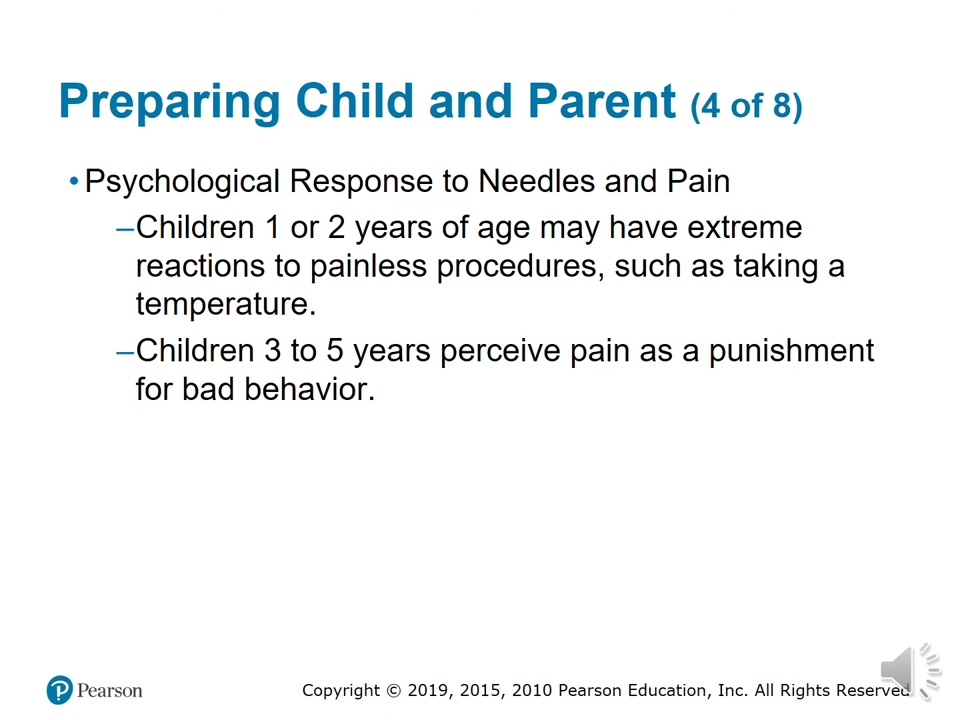 Preparing Child and Parent (4 of 8)
• Psychological Response to Needles and Pain
–Children 1 or 2 years of age may have extreme
reactions to painless procedures, such as taking a
temperature.
–Children 3 to 5 years perceive pain as a punishment
for bad behavior.
Pearson
Copyright © 2019, 2015, 2010 Pearson Education, Inc. All Rights Reserved